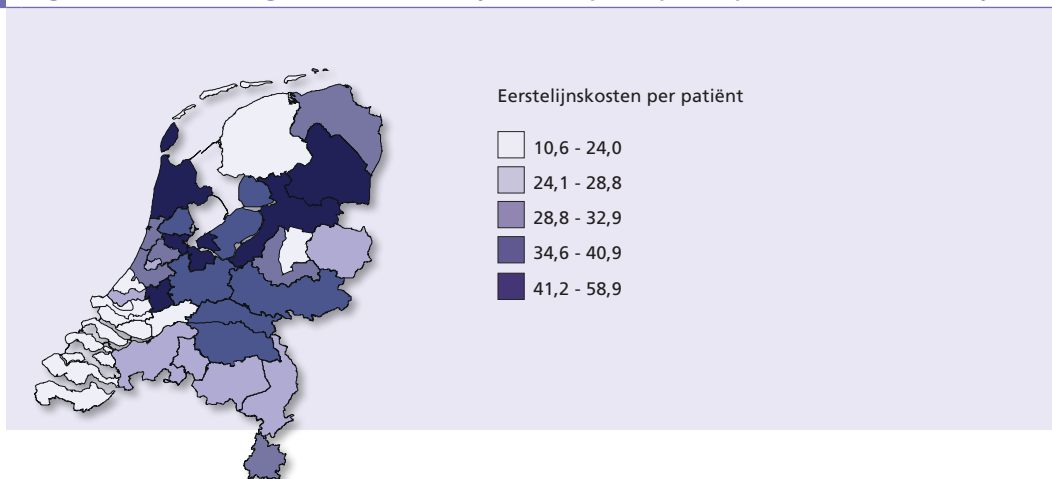 Eerstelijnskosten per patiënt
10,6 - 24,0
24,1 - 28,8
28,8 - 32,9
34,6 - 40,9
41,2 - 58,9